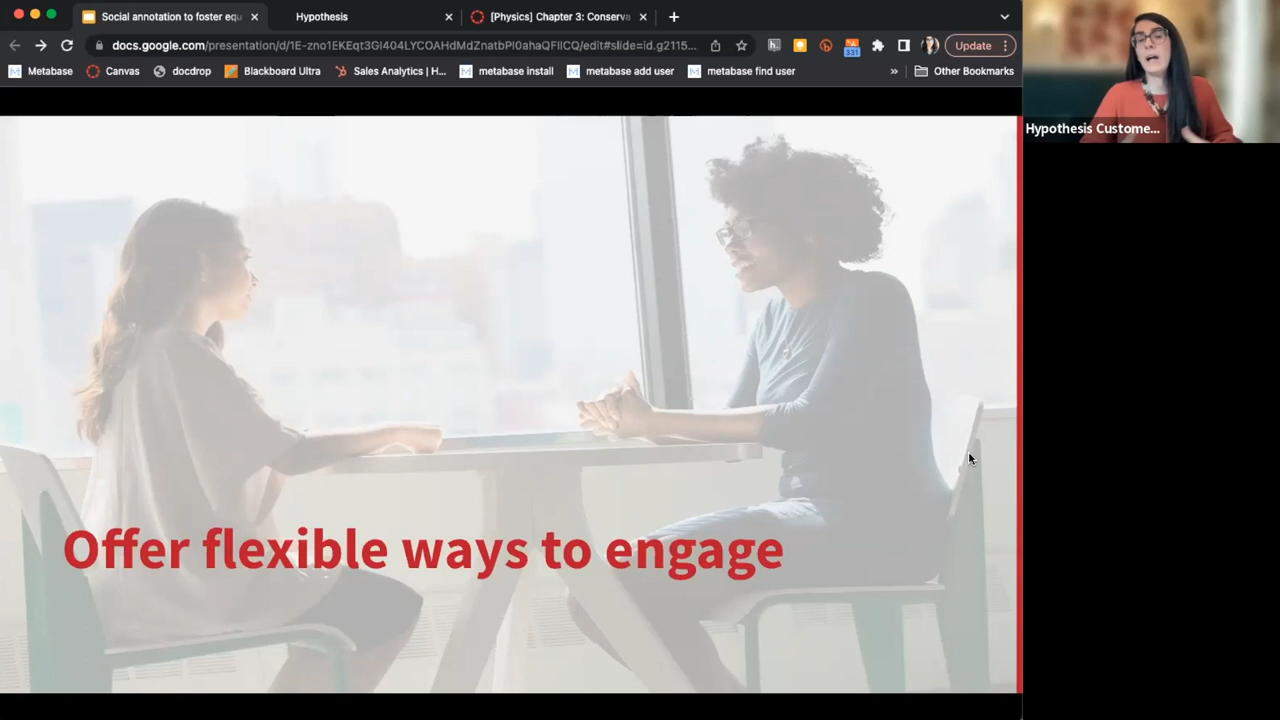 Social annotation to foster equ
Hypothesis
[Physics] Chapter 3: Conserva
docs.google.com/presentation/d/1E-zno1EKEqt3GI404LYCOAHdMdZnatbPI0ahaQFIICQ/edit#slide=id.g2115...
331
Update
Metabase
Canvas
docdrop
Blackboard Ultra
Sales Analytics | H...
metabase install
metabase add user
metabase find user
»
Other Bookmarks
Hypothesis Custome...
Offer flexible ways to engage